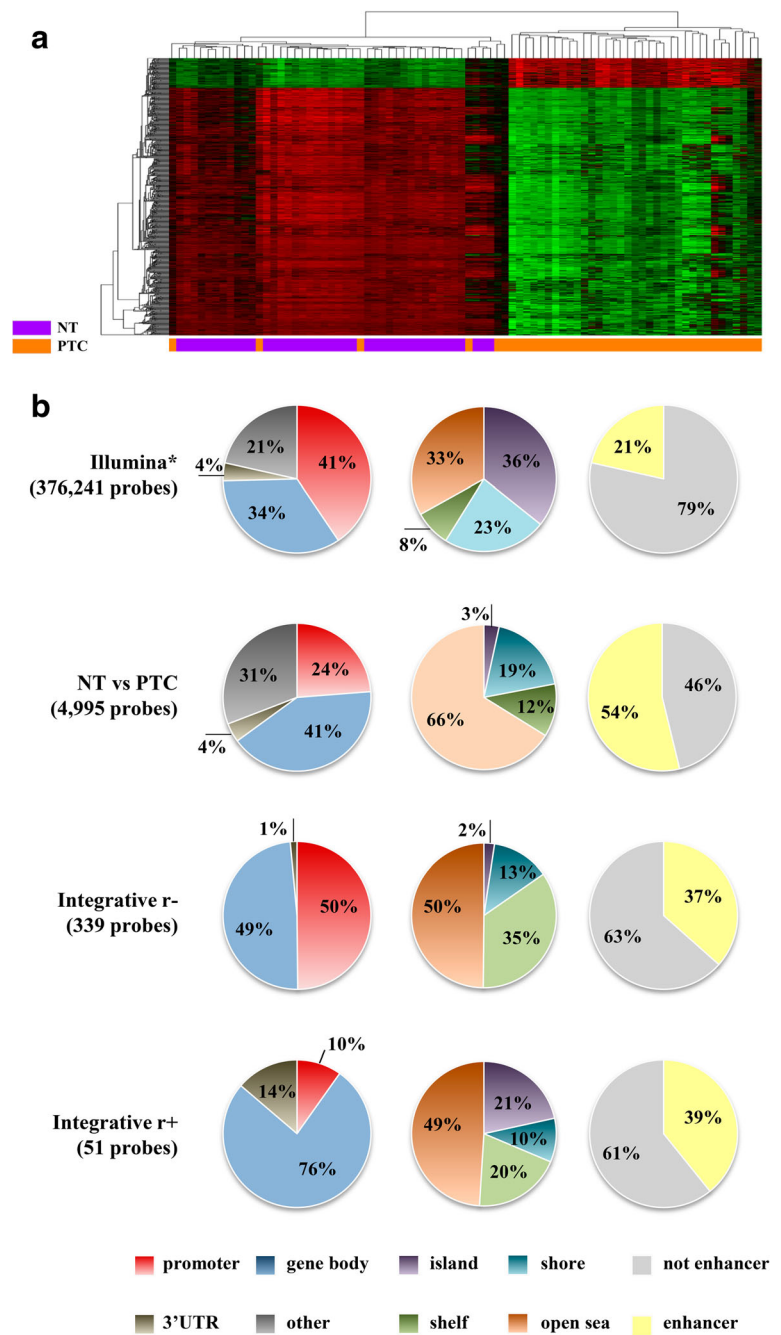 a
NT
PTC
b
Illumina*
(376,241 probes)
21%
41%
4%
34%
33%
36%
8%
23%
21%
79%
NT vs PTC
(4,995 probes)
31%
24%
4%
41%
3%
19%
12%
66%
54%
46%
Integrative r-
(339 probes)
1%
49%
50%
2%
13%
50%
35%
37%
63%
Integrative r+
(51 probes)
10%
14%
76%
49%
21%
10%
20%
39%
61%
promoter gene body island shore not enhancer
3'UTR other shelf open sea enhancer